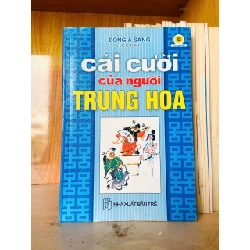 ĐÔNG A SÁNG
cái cười
của người
TRUNG HOA
NHÀ XUẤT BẢN TRẺ